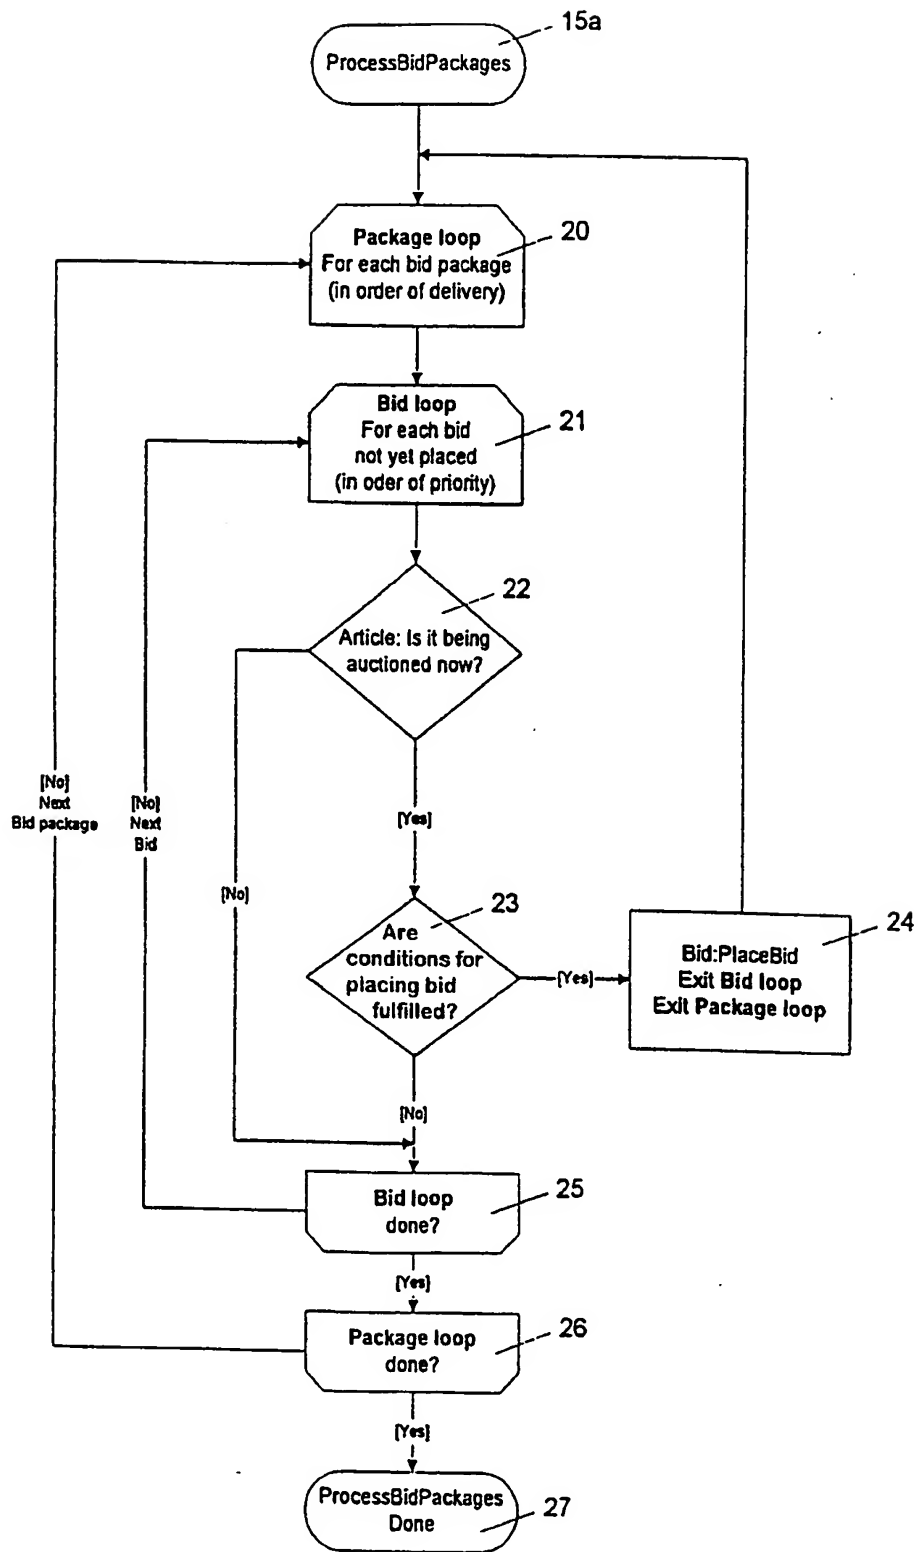 15a
ProcessBidPackages
20
Package loop
For each bid package
(in order of delivery)
21
Bid loop
For each bid
not yet placed
(in oder of priority)
22
Article: Is it being
auctioned now?
[No]
Next
Bid package
[No]
Next
Bid
[Yes]
[No]
23
Are
conditions for
placing bid
fulfilled?
[Yes]
24
Bid:PlaceBid
Exit Bid loop
Exit Package loop
[No]
25
Bid loop
done?
[Yes]
26
Package loop
done?
[Yes]
ProcessBidPackages
Done
27